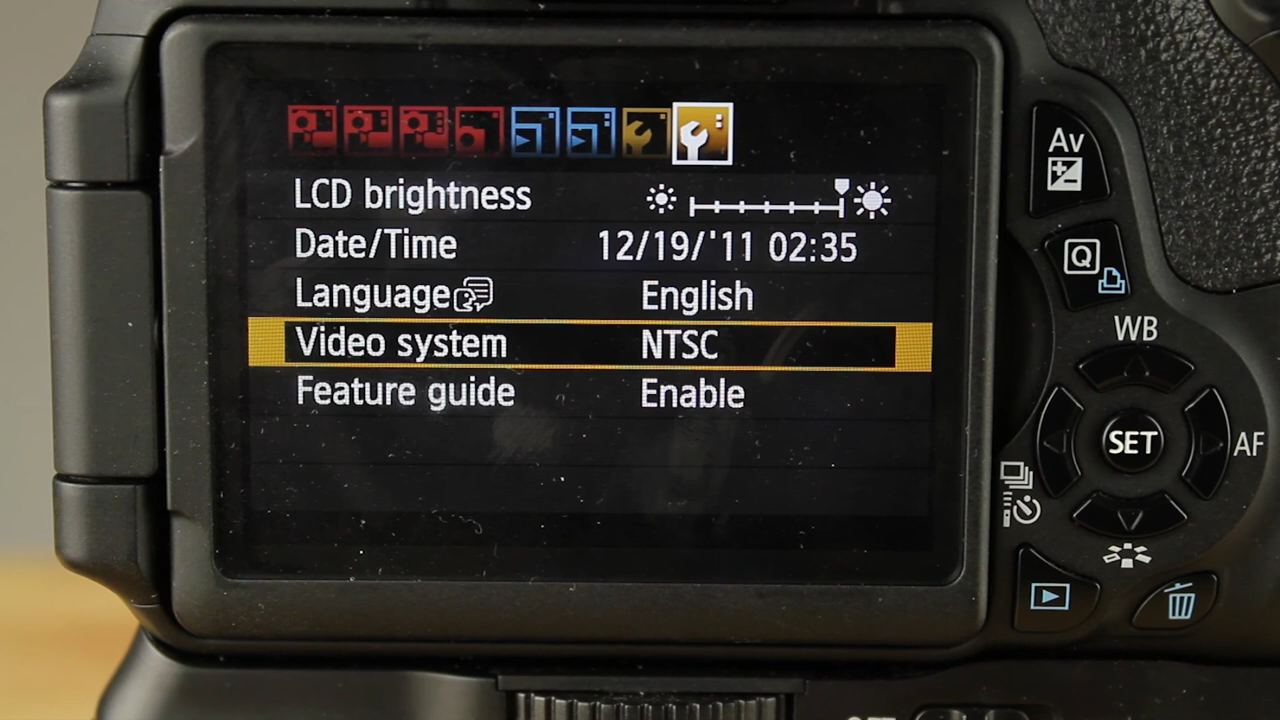 LCD brightness
Date/Time 12/19/'11 02:35
Language English
Video system NTSC
Feature guide Enable
Av
Q
WB
SET
AF